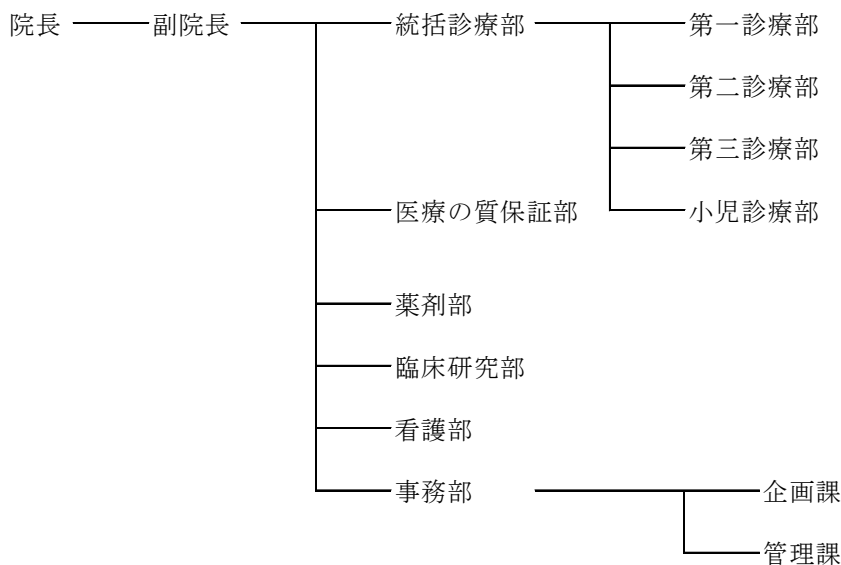 院長 副院長 統括診療部 第一診療部
第二診療部
第三診療部
医療の質保証部 小児診療部
薬剤部
臨床研究部
看護部
事務部 企画課
管理課